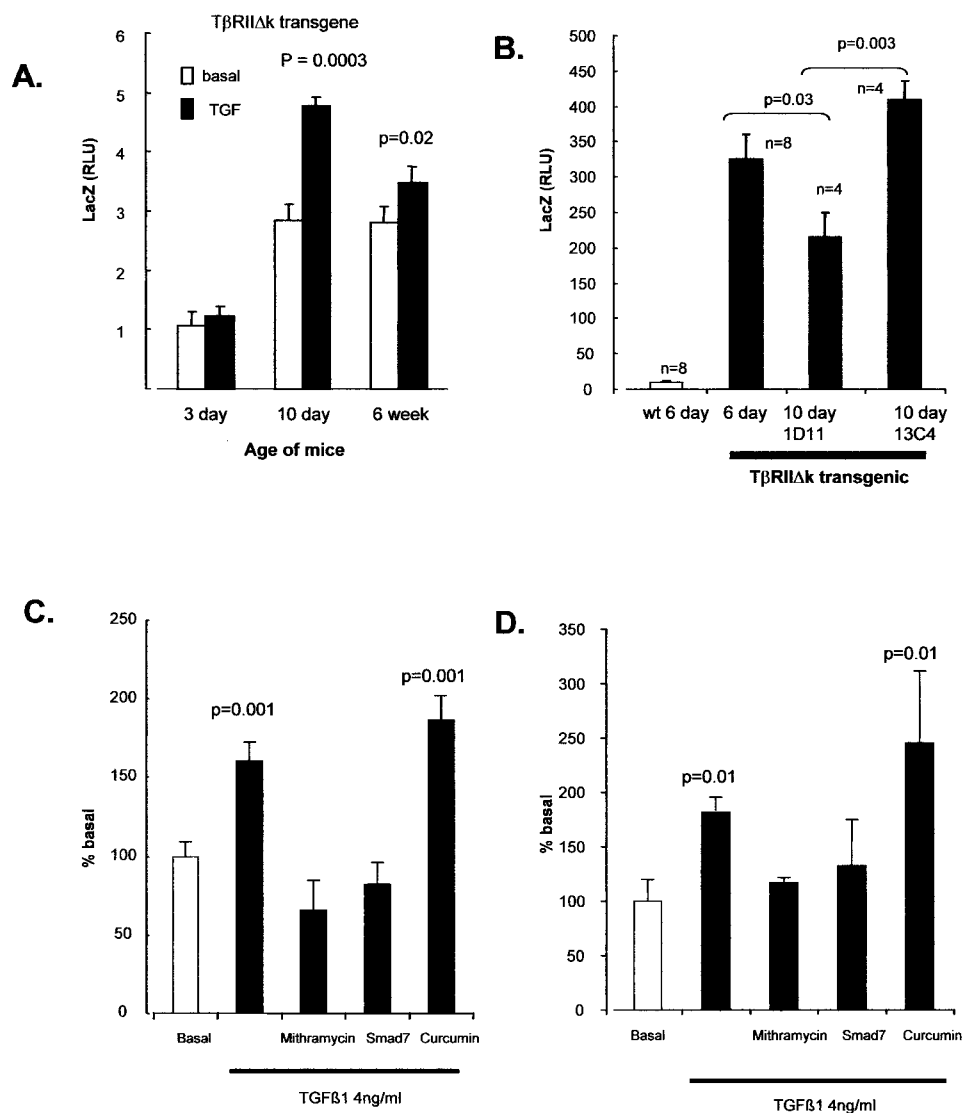 A.
TβRIIΔk transgene
basal
TGF
P = 0.0003
p=0.02
LacZ (RLU)
6
5
4
3
2
1
3 day
10 day
6 week
Age of mice
B.
LacZ (RLU)
500
450
400
350
300
250
200
150
100
50
0
p=0.003
p=0.03
n=4
n=8
n=4
n=8
wt 6 day
6 day
10 day
1D11
10 day
13C4
TβRIIΔk transgenic
C.
% basal
250
200
150
100
50
0
p=0.001
p=0.001
Basal
Mithramycin
Smad7
Curcumin
TGFß1 4ng/ml
D.
% basal
350
300
250
200
150
100
50
0
p=0.01
p=0.01
Basal
Mithramycin
Smad7
Curcumin
TGFß1 4ng/ml